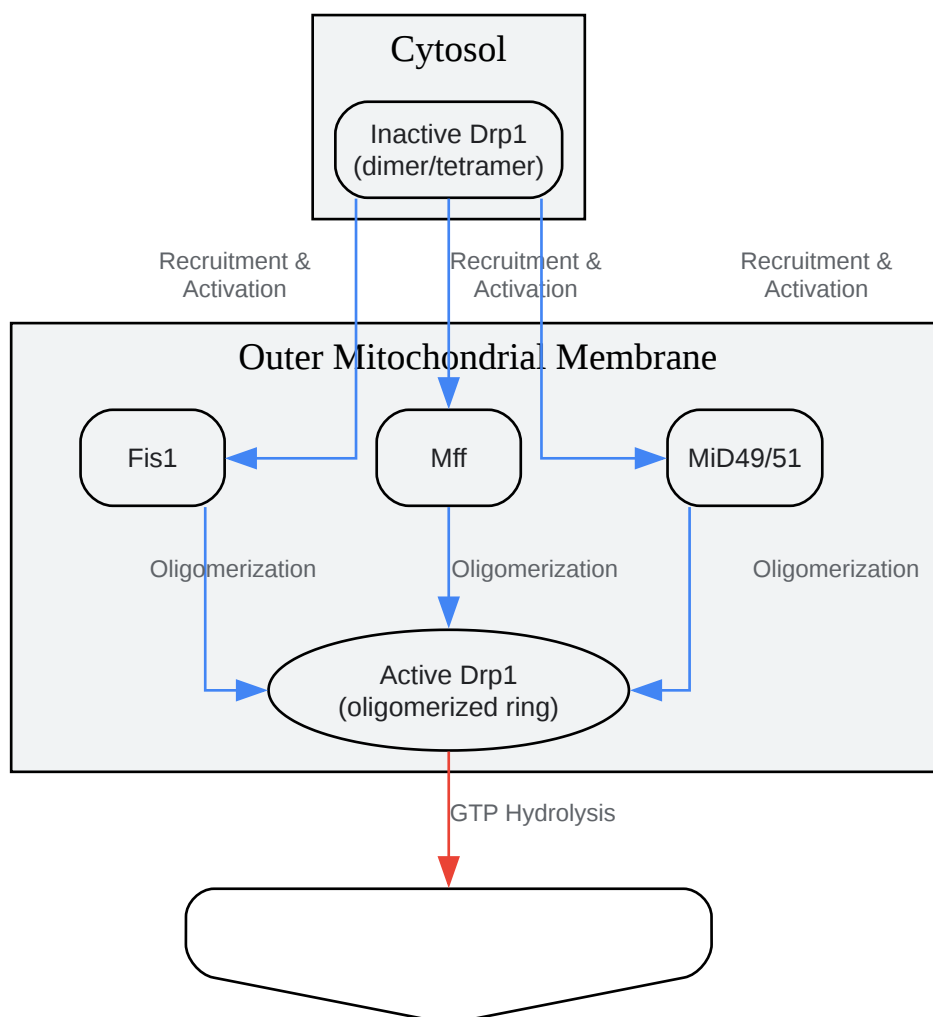 Cytosol
Inactive Drp1
(dimer/tetramer)
Recruitment &
Activation
Recruitment &
Activation
Recruitment &
Activation
Outer Mitochondrial Membrane
Fis1
Mff
MiD49/51
Oligomerization
Oligomerization
Oligomerization
Active Drp1
(oligomerized ring)
GTP Hydrolysis